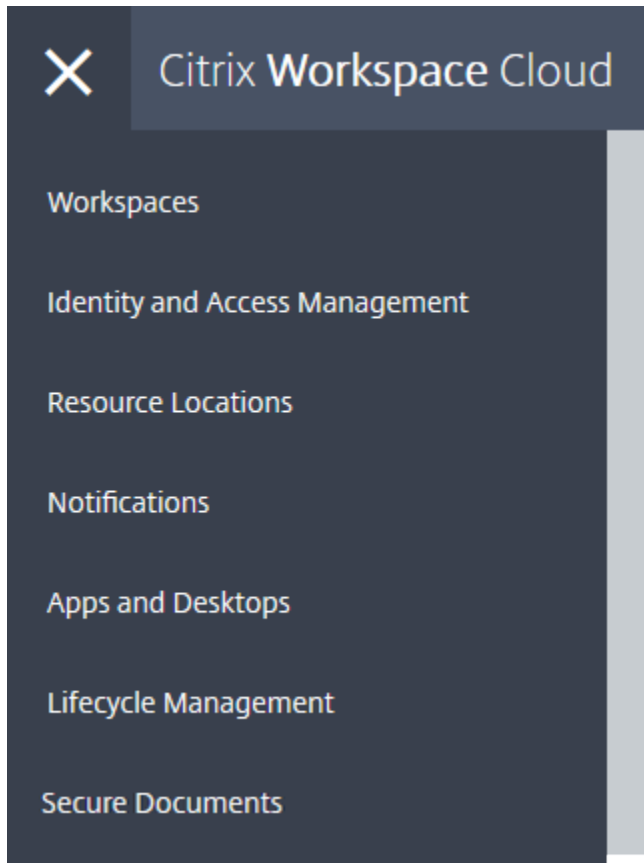 Citrix Workspace Cloud
Workspaces
Identity and Access Management
Resource Locations
Notifications
Apps and Desktops
Lifecycle Management
Secure Documents